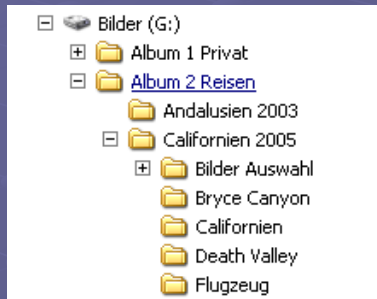 Bilder (G:)
Album 1 Privat
Album 2 Reisen
Andalusien 2003
Californien 2005
Bilder Auswahl
Bryce Canyon
Californien
Death Valley
Flugzeug